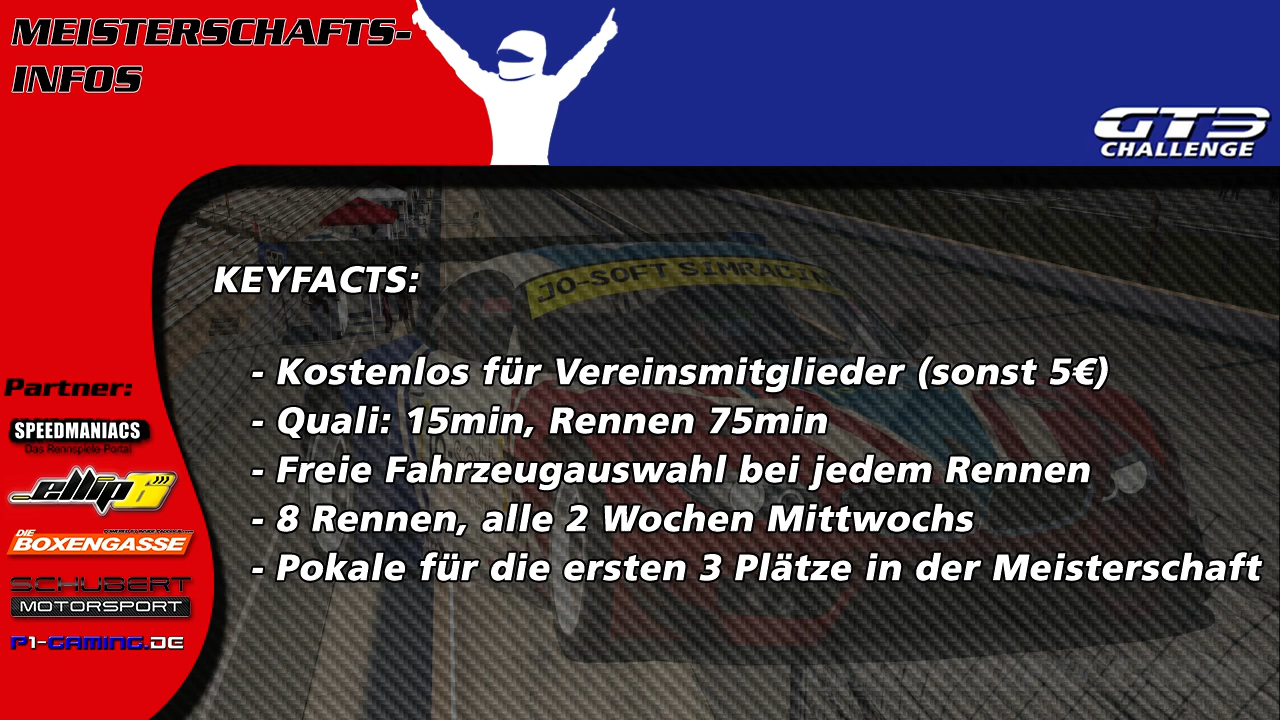 MEISTERSCHAFTS-
INFOS
GT3
CHALLENGE
JO-SOFT SIMRACIN
KEYFACTS:
- Kostenlos für Vereinsmitglieder (sonst 5€)
- Quali: 15min, Rennen 75min
- Freie Fahrzeugauswahl bei jedem Rennen
- 8 Rennen, alle 2 Wochen Mittwochs
- Pokale für die ersten 3 Plätze in der Meisterschaft
Partner:
SPEEDMANIACS
Das Rennspiele-Portal
ellip6
DIE
BOXENGASSE
SCHUBERT
MOTORSPORT
P1-GAMING.DE